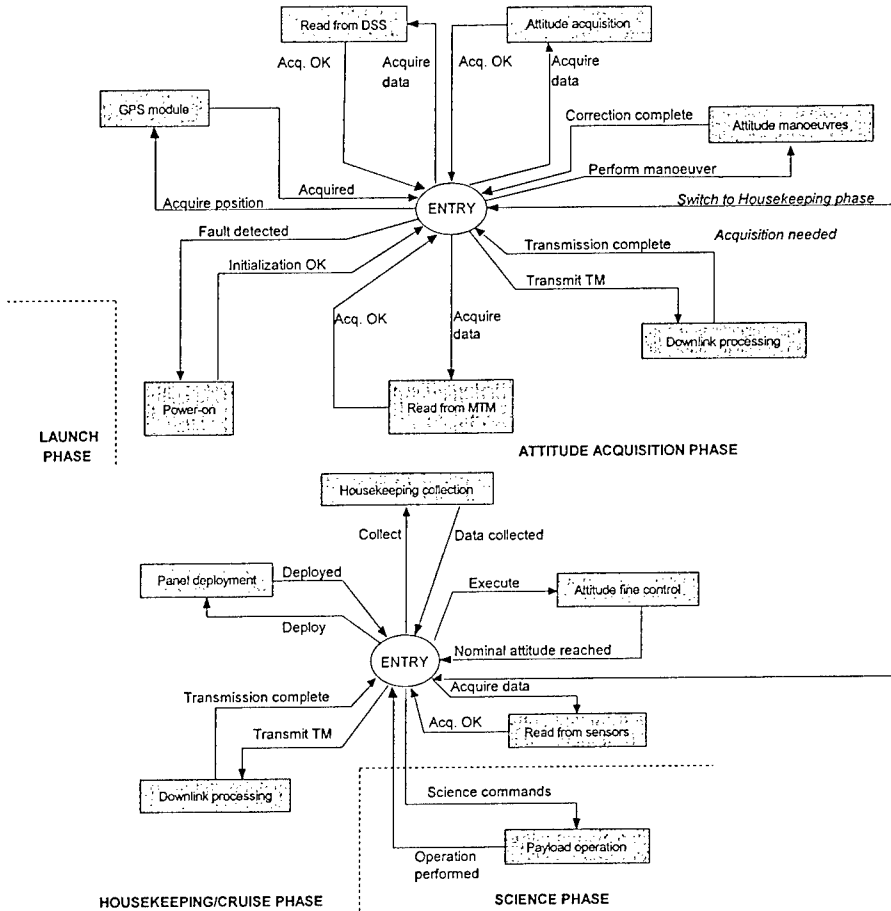 Read from DSS
Attitude acquisition
Acq. OK
Acquire
data
Acq. OK
Acquire
data
GPS module
Correction complete
Attitude manoeuvres
Acquired
Perform manoeuver
Acquire position
ENTRY
Switch to Housekeeping phase
Fault detected
Transmission complete
Acquisition needed
Initialization OK
Transmit TM
Acq. OK
Acquire
data
Downlink processing
Power-on
Read from MTM
LAUNCH
PHASE
ATTITUDE ACQUISITION PHASE
Housekeeping collection
Collect
Data collected
Panel deployment
Deployed
Execute
Attitude fine control
Deploy
Nominal attitude reached
ENTRY
Acquire data
Transmission complete
Acq. OK
Read from sensors
Transmit TM
Downlink processing
Science commands
Payload operation
Operation
performed
HOUSEKEEPING/CRUISE PHASE
SCIENCE PHASE